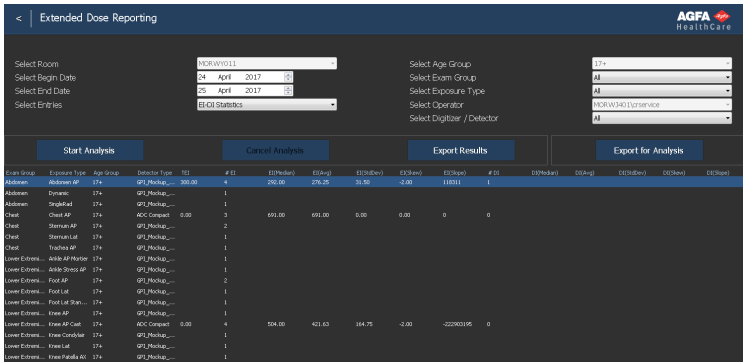 < Extended Dose Reporting
AGFA
HealthCare
Select Room MORWY011 Select Age Group 17+
Select Begin Date 24 April 2017 Select Exam Group All
Select End Date 25 April 2017 Select Exposure Type All
Select Entries EI-DI Statistics Select Operator MORWJ401\crservice
Select Digitizer / Detector All
Start Analysis Cancel Analysis Export Results Export for Analysis
Exam Group Exposure Type Age Group Detector Type TEI # EI EI(Median) EI(Avg) EI(StdDev) EI(Skew) EI(Slope) # DI DI(Median) DI(Avg) DI(StdDev) DI(Skew) DI(Slope)
Abdomen Abdomen AP 17+ GPI_Mockup_... 300.00 4 292.00 276.25 31.50 -2.00 118311 1
Abdomen Dynamic 17+ GPI_Mockup_... 1
Abdomen SingleRad 17+ GPI_Mockup_... 1
Chest Chest AP 17+ ADC Compact 0.00 3 691.00 691.00 0.00 0.00 0 0
Chest Sternum AP 17+ GPI_Mockup_... 2
Chest Sternum Lat 17+ GPI_Mockup_... 1
Chest Trachea AP 17+ GPI_Mockup_... 1
Lower Extremi... Ankle AP Mortier 17+ GPI_Mockup_... 1
Lower Extremi... Ankle Stress AP 17+ GPI_Mockup_... 1
Lower Extremi... Foot AP 17+ GPI_Mockup_... 2
Lower Extremi... Foot Lat 17+ GPI_Mockup_... 1
Lower Extremi... Foot Lat Stan... 17+ GPI_Mockup_... 1
Lower Extremi... Knee AP 17+ GPI_Mockup_... 1
Lower Extremi... Knee AP Cast 17+ ADC Compact 0.00 4 504.00 421.63 164.75 -2.00 -222903195 0
Lower Extremi... Knee Condylair 17+ GPI_Mockup_... 1
Lower Extremi... Knee Lat 17+ GPI_Mockup_... 1
Lower Extremi... Knee Patella AX 17+ GPI_Mockup_... 1